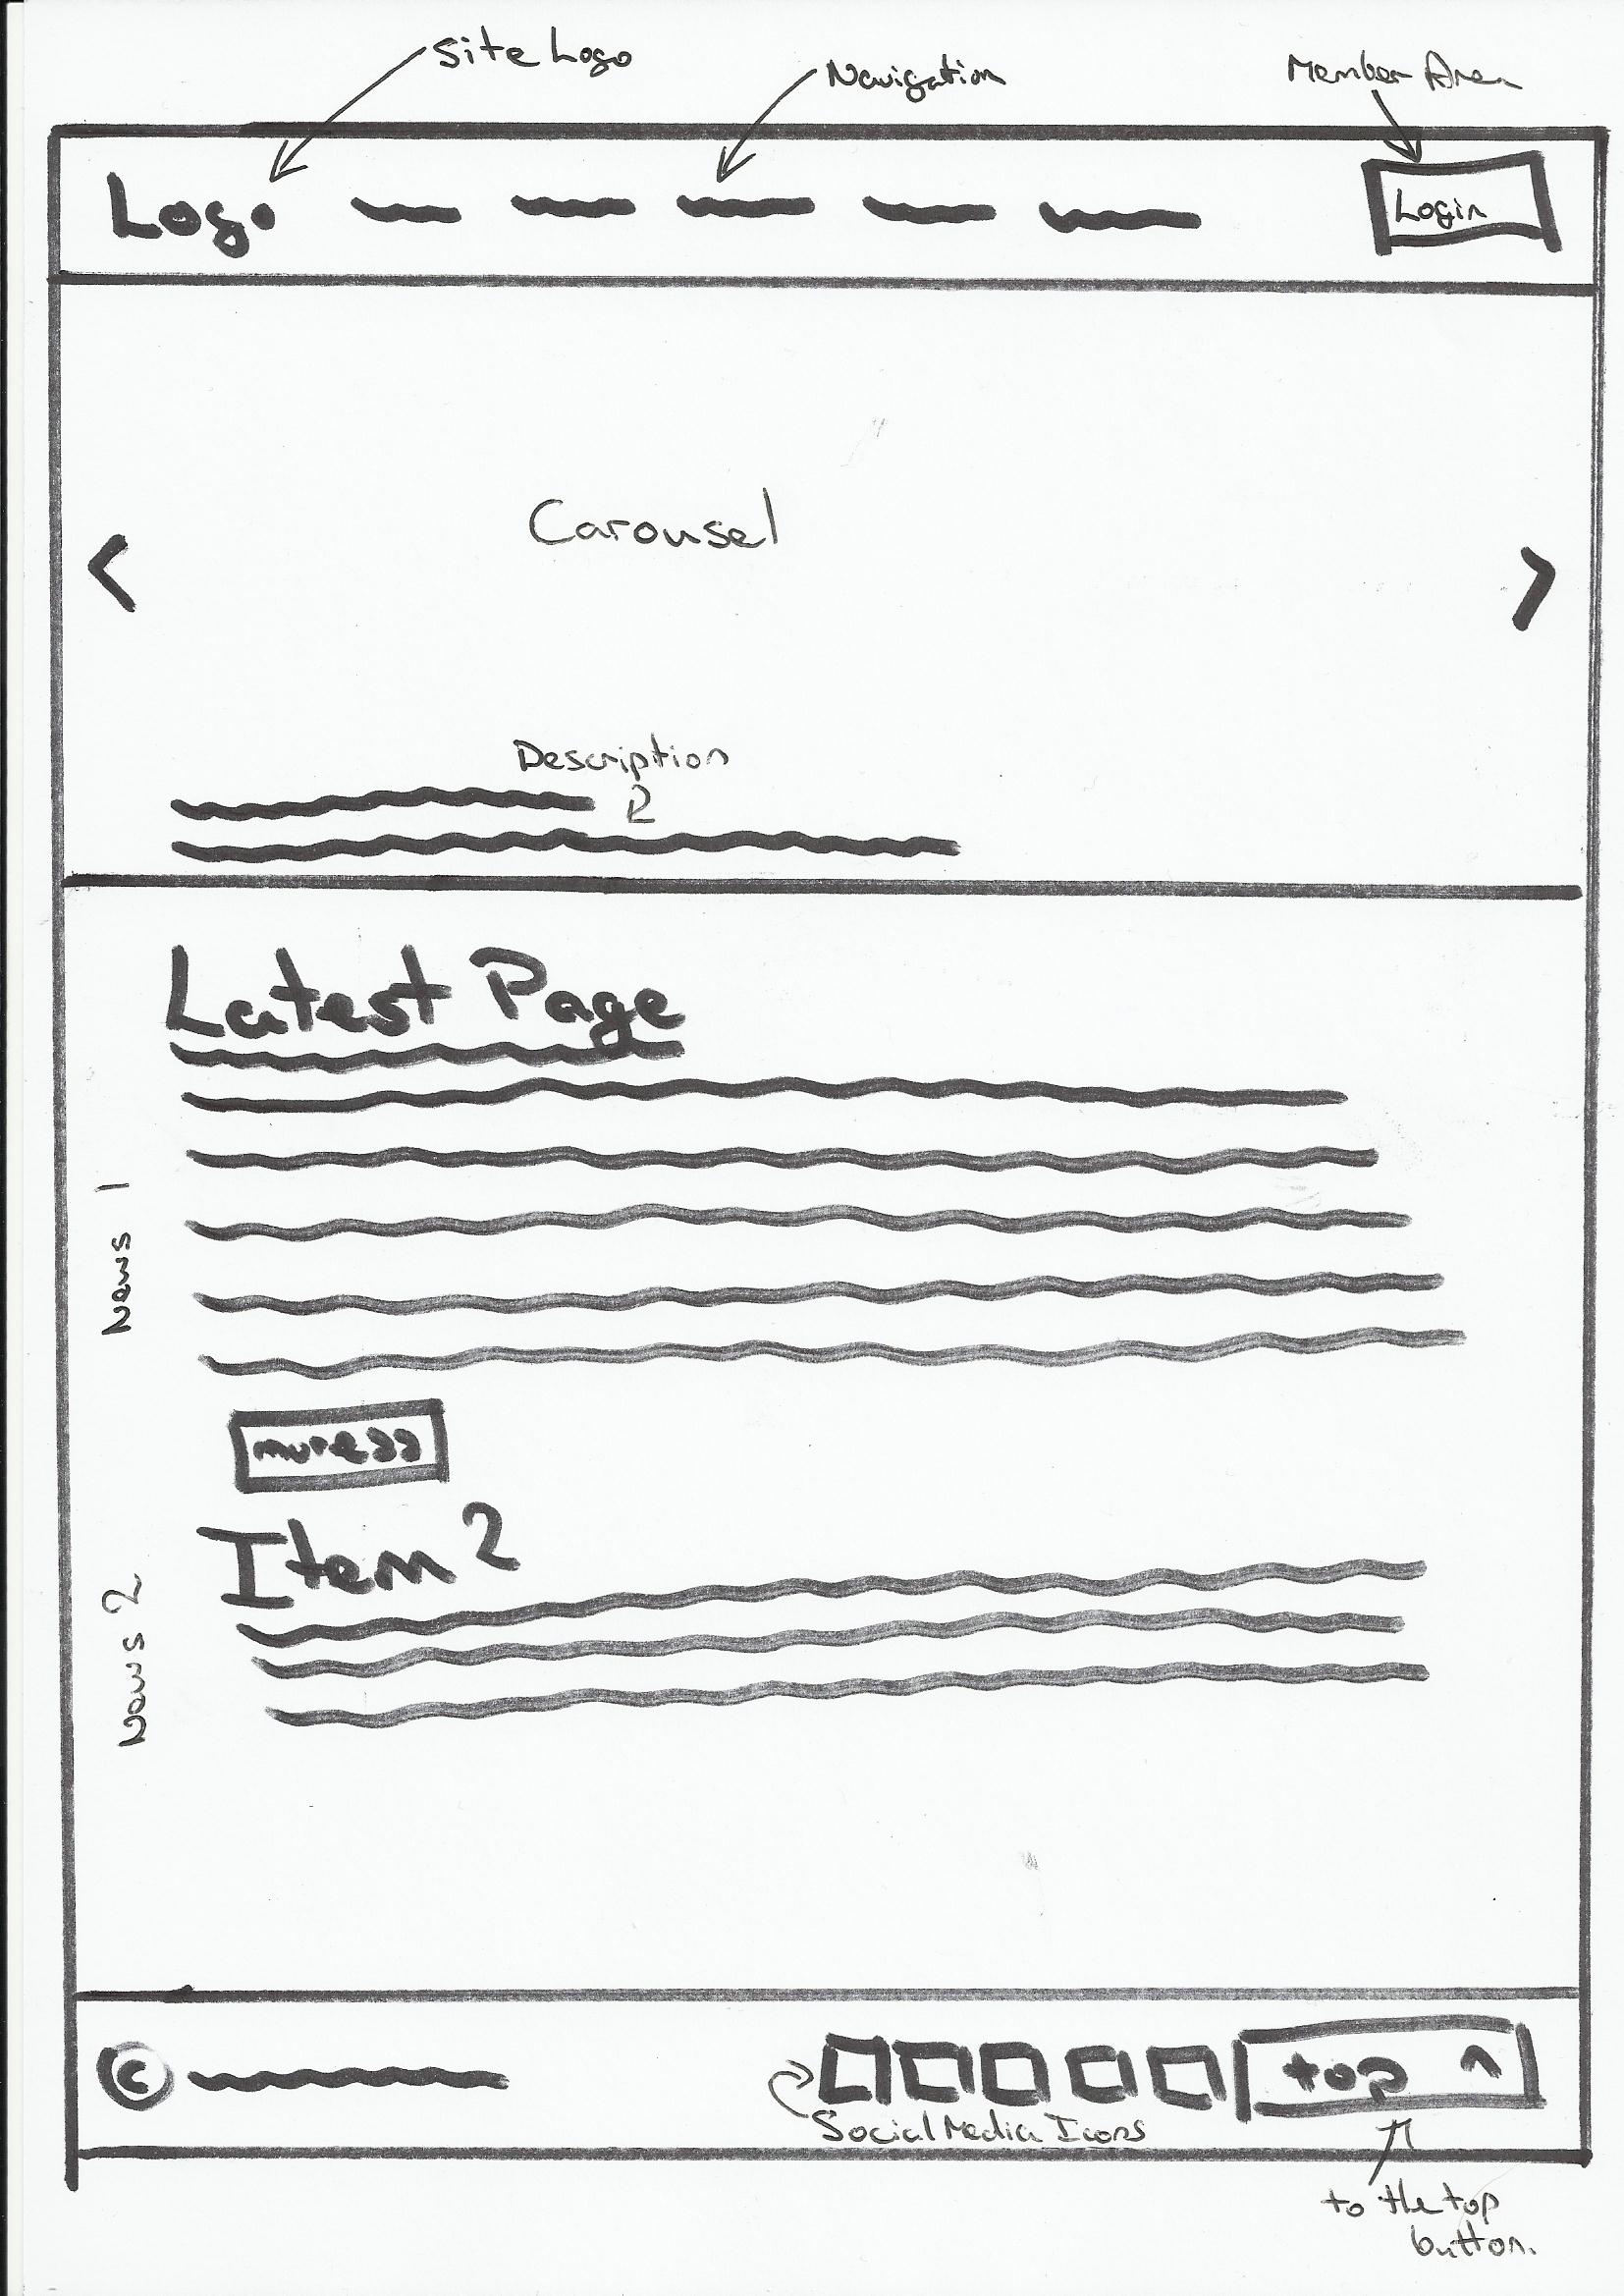 Site Logo
Navigation
Member Area
Logo
Login
Carousel
<
>
Description
Latest Page
News 1
Item 2
News 2
©
top ^
Social Media Icons
to the top
button.